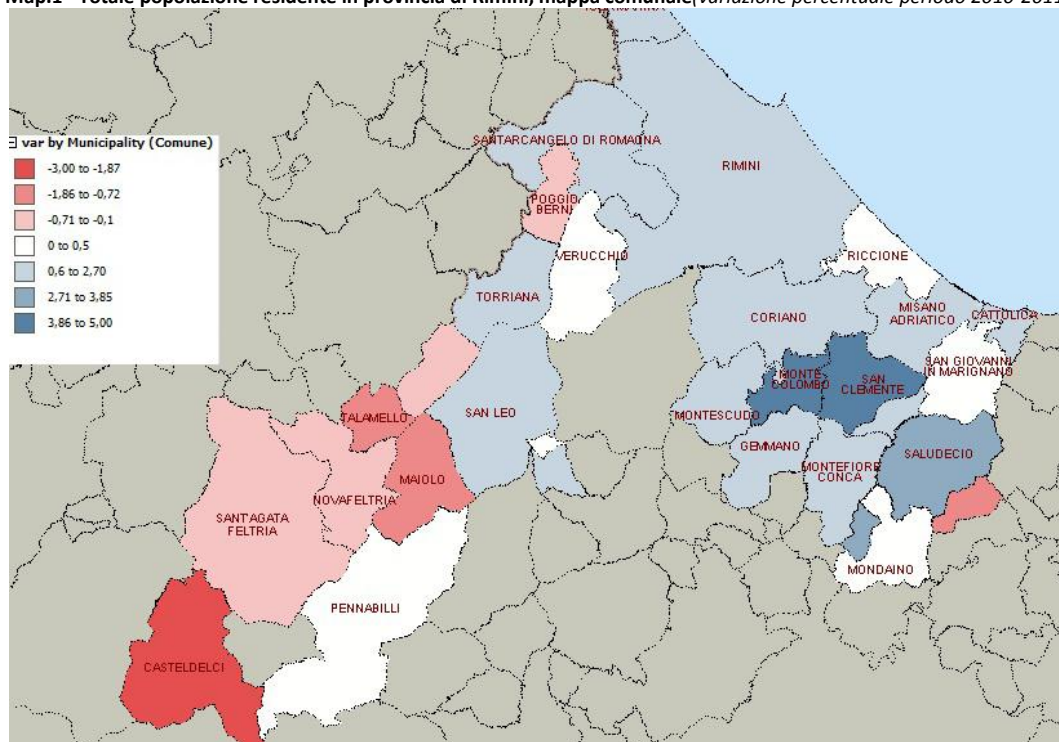 Map.1 - Totale popolazione residente in provincia di Rimini, mappa comunale(variazione percentuale periodo 2010-2011
var by Municipality (Comune)
-3,00 to -1,87
-1,86 to -0,72
-0,71 to -0,1
0 to 0,5
0,6 to 2,70
2,71 to 3,85
3,86 to 5,00
SANTARCANGELO DI ROMAGNA
RIMINI
POGGIO
BERNI
VERUCCHIO
RICCIONE
TORRIANA
CORIANO
MISANO
ADRIATICO
CATTOLICA
SAN GIOVANNI
IN MARIGNANO
MONTE
COLOMBO
SAN
CLEMENTE
TALAMELLO
SAN LEO
MONTESCUDO
GEMMANO
SALUDECIO
MONTEFIORE
CONCA
MAIOLO
NOVAFELTRIA
SANT'AGATA
FELTRIA
MONDAINO
PENNABILLI
CASTELDELCI